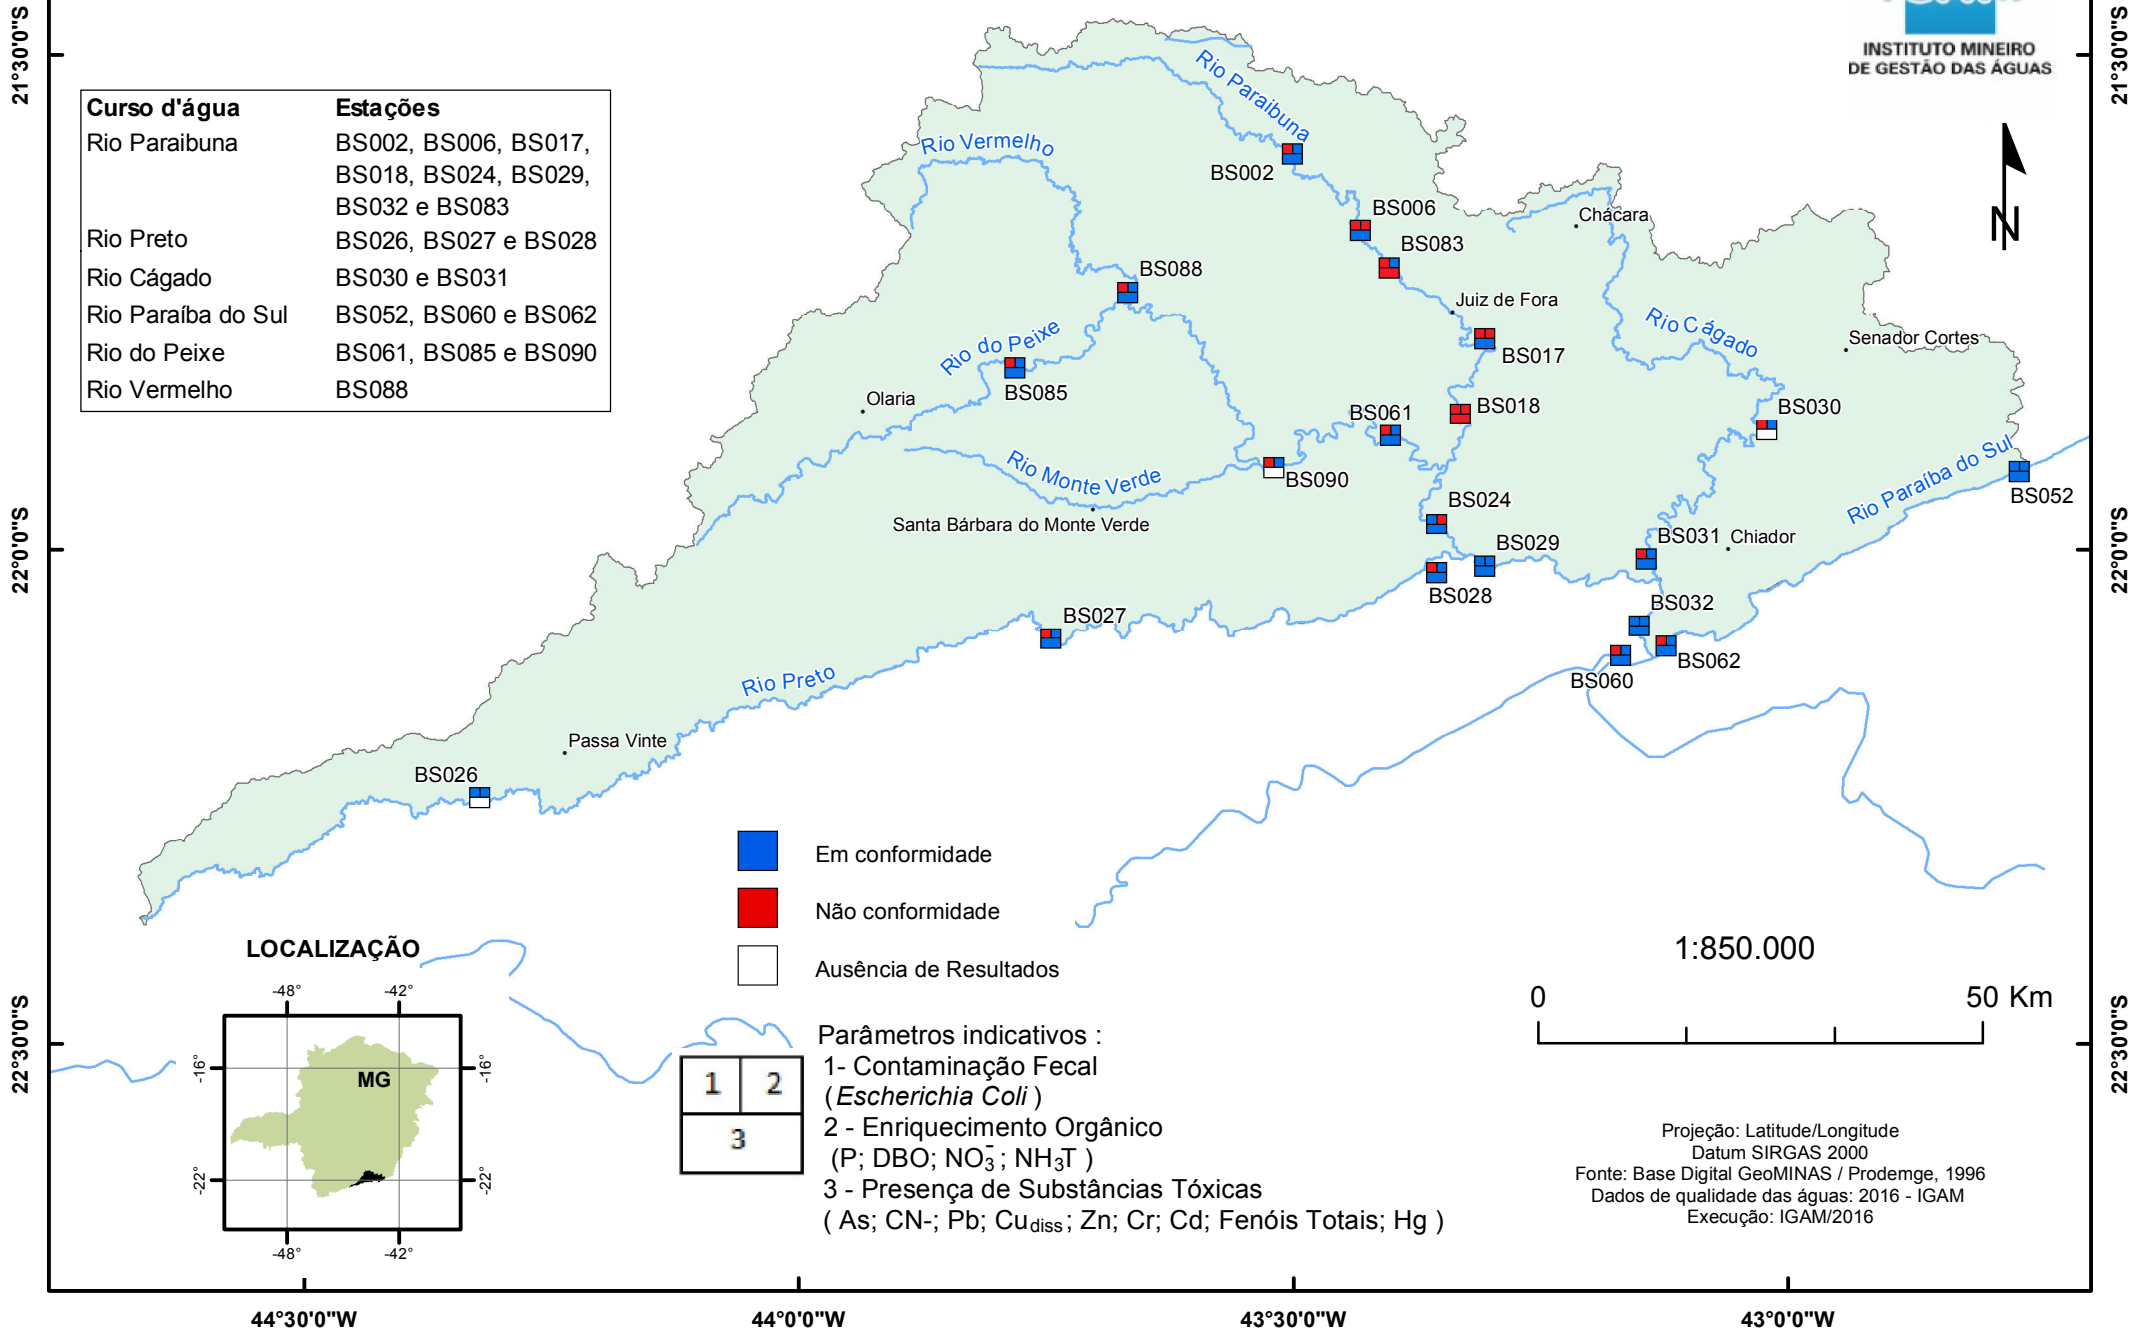 21°30'0"S
21°30'0"S
INSTITUTO MINEIRO
DE GESTÃO DAS ÁGUAS
Curso d'água Estações
Rio Paraibuna BS002, BS006, BS017,
BS018, BS024, BS029,
BS032 e BS083
Rio Preto BS026, BS027 e BS028
Rio Cágado BS030 e BS031
Rio Paraíba do Sul BS052, BS060 e BS062
Rio do Peixe BS061, BS085 e BS090
Rio Vermelho BS088
N
Rio Paraibuna
Rio Vermelho
BS002
BS006
Chácara
BS083
BS088
Juiz de Fora
Rio Cágado
Rio do Peixe
Senador Cortes
BS017
BS085
Olaria
BS061
BS018
BS030
Rio Monte Verde
BS090
Rio Paraíba do Sul
BS052
BS024
Santa Bárbara do Monte Verde
BS029
BS031
Chiador
22°0'0"S
22°0'0"S
BS028
BS032
BS027
BS062
BS060
Rio Preto
Passa Vinte
BS026
Em conformidade
Não conformidade
Ausência de Resultados
LOCALIZAÇÃO
-48° -42°
-16° -16°
MG
-22° -22°
-48° -42°
1:850.000
0 50 Km
22°30'0"S
22°30'0"S
Parâmetros indicativos :
1 2
3
1- Contaminação Fecal
(Escherichia Coli )
2 - Enriquecimento Orgânico
(P; DBO; NO₃⁻; NH₃T )
3 - Presença de Substâncias Tóxicas
( As; CN-; Pb; Cudiss; Zn; Cr; Cd; Fenóis Totais; Hg )
Projeção: Latitude/Longitude
Datum SIRGAS 2000
Fonte: Base Digital GeoMINAS / Prodemge, 1996
Dados de qualidade das águas: 2016 - IGAM
Execução: IGAM/2016
44°30'0"W 44°0'0"W 43°30'0"W 43°0'0"W